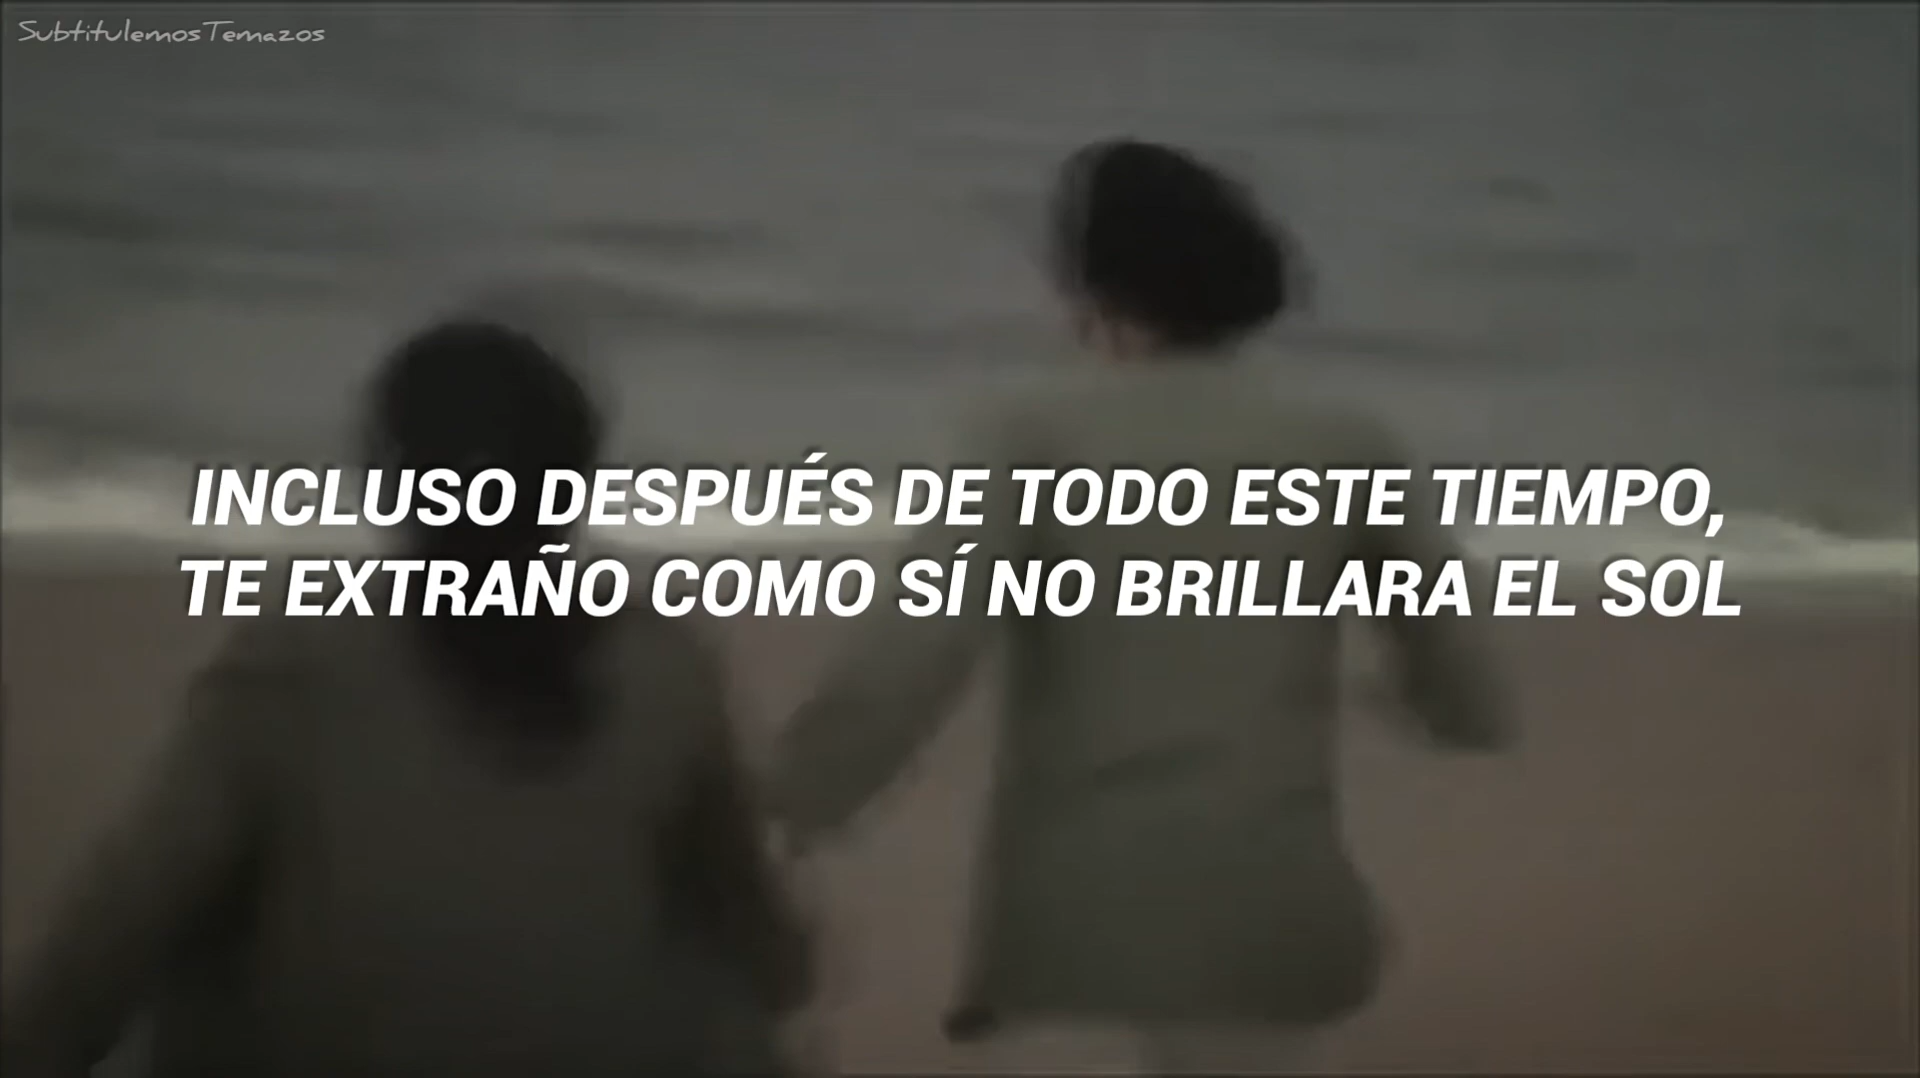 SubtitulemosTemazos
INCLUSO DESPUÉS DE TODO ESTE TIEMPO,
TE EXTRAÑO COMO SÍ NO BRILLARA EL SOL